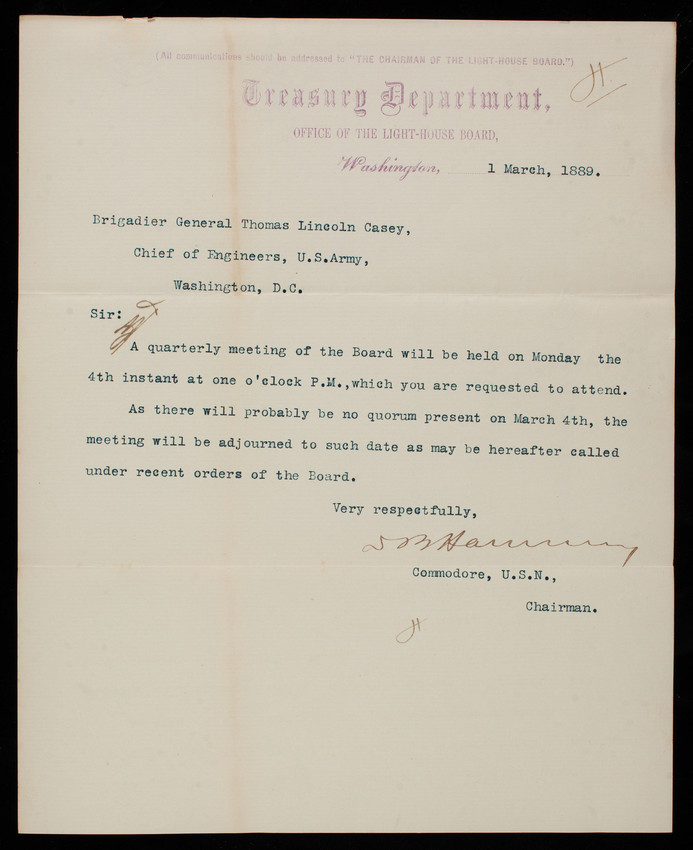 (All communications should be addressed to "THE CHAIRMAN OF THE LIGHT-HOUSE BOARD.")
H.
Treasury Department,
OFFICE OF THE LIGHT-HOUSE BOARD,
Washington, 1 March, 1889.
Brigadier General Thomas Lincoln Casey,
Chief of Engineers, U.S.Army,
Washington, D.C.
Sir:
A quarterly meeting of the Board will be held on Monday the
4th instant at one o'clock P.M.,which you are requested to attend.
As there will probably be no quorum present on March 4th, the
meeting will be adjourned to such date as may be hereafter called
under recent orders of the Board.
Very respectfully,
D B Harmony
Commodore, U.S.N.,
Chairman.
H